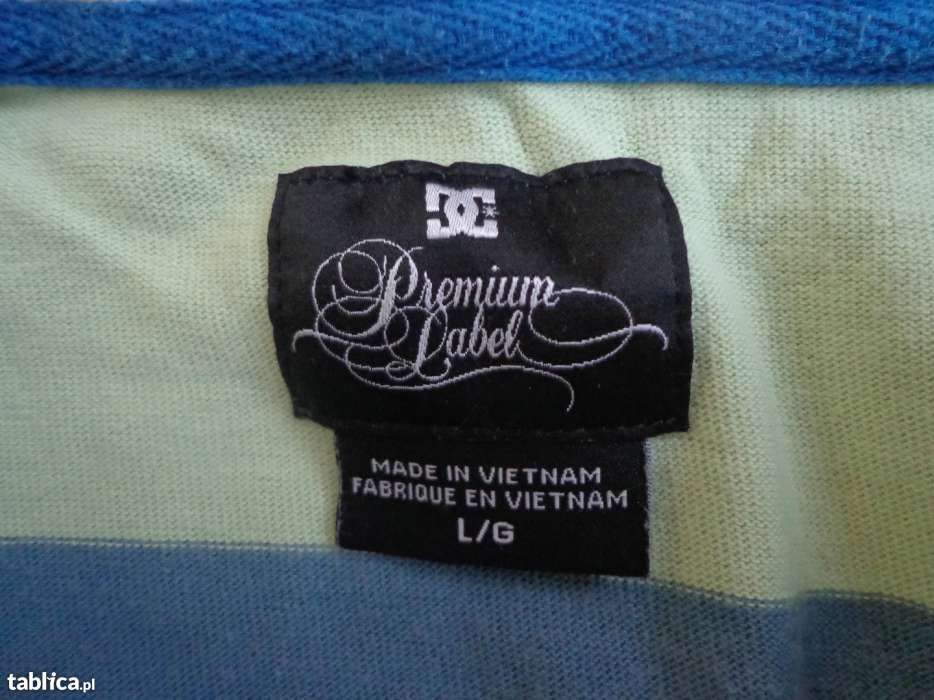 DC
Premium
Label
MADE IN VIETNAM
FABRIQUE EN VIETNAM
L/G
tablica.pl